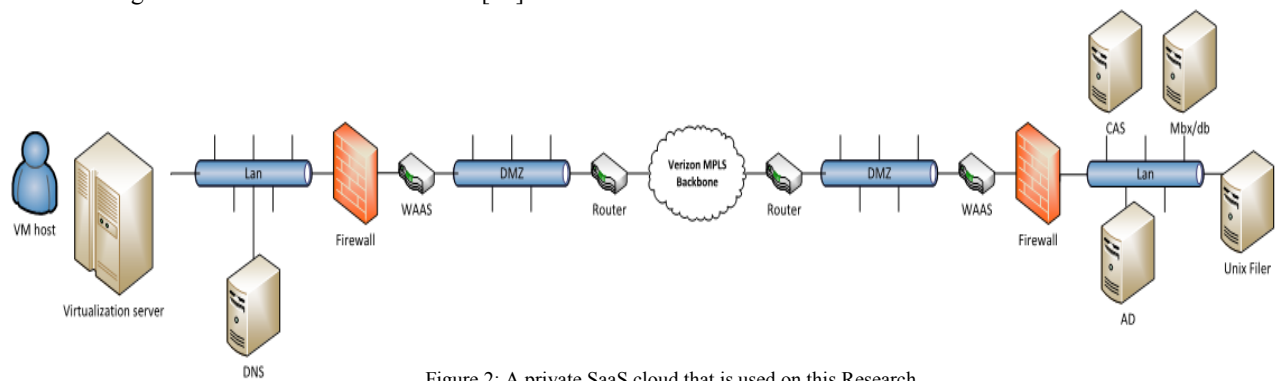 CAS
Mbx/db
Verizon MPLS
Backbone
Lan
DMZ
DMZ
Lan
WAAS
Router
Router
WAAS
VM host
Firewall
Firewall
Unix Filer
Virtualization server
AD
DNS
Figure 2: A private SaaS cloud that is used on this Research